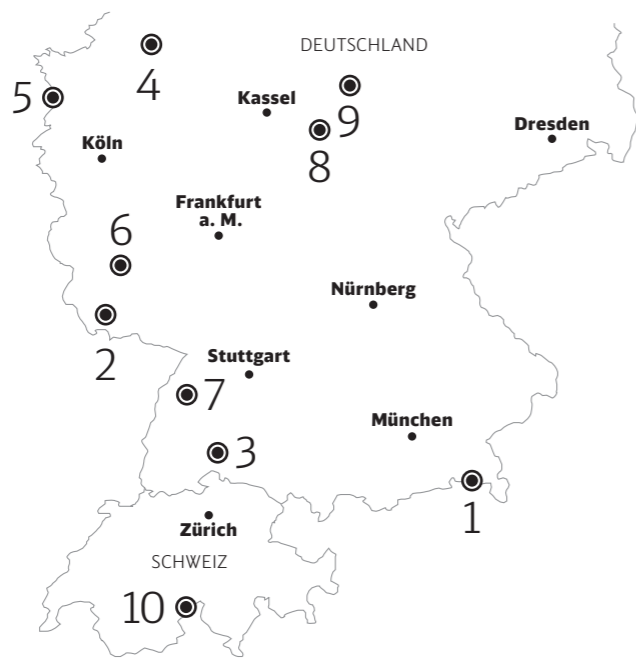 DEUTSCHLAND
4
5
Kassel
9
Dresden
8
Köln
Frankfurt
a. M.
6
Nürnberg
2
Stuttgart
7
München
3
1
Zürich
SCHWEIZ
10